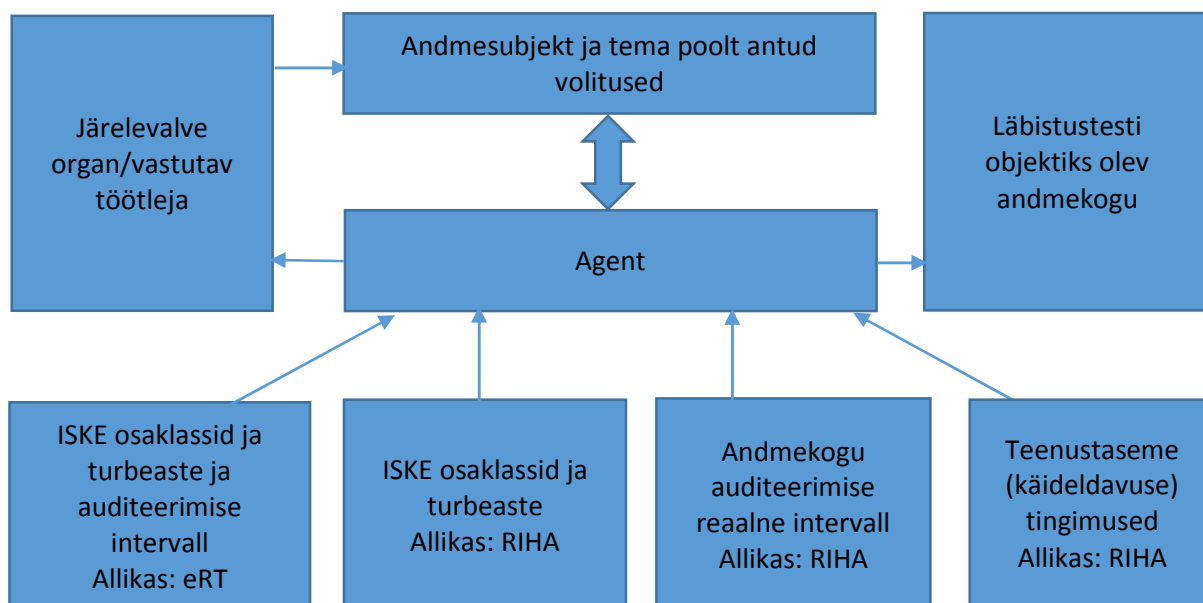 Andmesubjekt ja tema poolt antud
volitused
Järelevalve
organ/vastutav
töötleja
Läbistustesti
objektiks olev
andmekogu
Agent
ISKE osaklassid ja
turbeaste ja
auditeerimise
intervall
Allikas: eRT
ISKE osaklassid ja
turbeaste
Allikas: RIHA
Andmekogu
auditeerimise
reaalne intervall
Allikas: RIHA
Teenustaseme
(käideldavuse)
tingimused
Allikas: RIHA